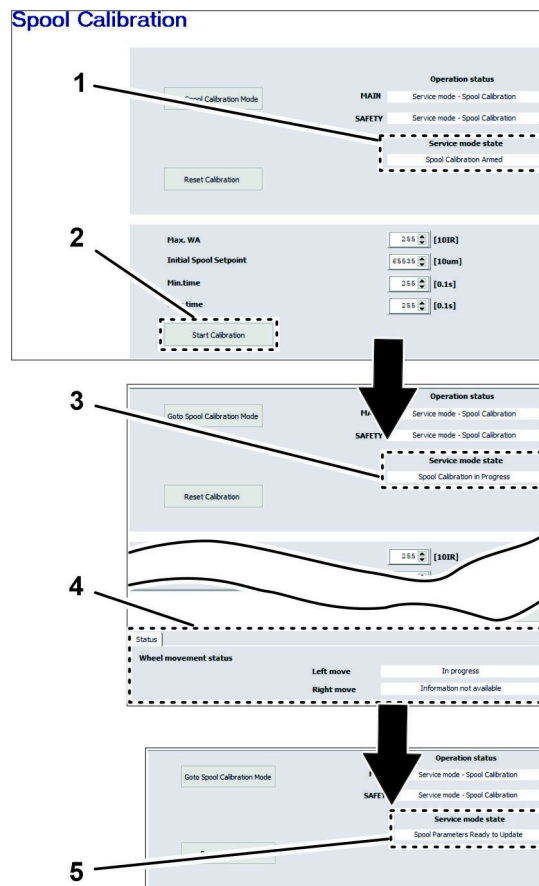 Spool Calibration
1
Operation status
Spool Calibration Mode
MAIN
Service mode - Spool Calibration
SAFETY
Service mode - Spool Calibration
Service mode state
Spool Calibration Armed
Reset Calibration
2
Max. WA
255 [10IR]
Initial Spool Setpoint
65535 [10um]
Min.time
255 [0.1s]
time
255 [0.1s]
Start Calibration
3
Operation status
Goto Spool Calibration Mode
Service mode - Spool Calibration
SAFETY
Service mode - Spool Calibration
Service mode state
Spool Calibration in Progress
Reset Calibration
255 [10IR]
4
Status
Wheel movement status
Left move
In progress
Right move
Information not available
Operation status
Goto Spool Calibration Mode
Service mode - Spool Calibration
Service mode - Spool Calibration
Service mode state
Spool Parameters Ready to Update
5